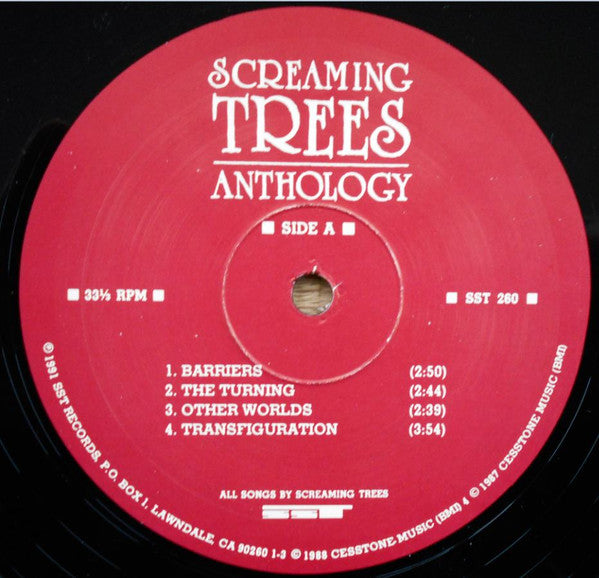 SCREAMING
TREES
ANTHOLOGY
■ SIDE A ■
■ 33⅓ RPM ■
■ SST 260 ■
1. BARRIERS (2:50)
2. THE TURNING (2:44)
3. OTHER WORLDS (2:39)
4. TRANSFIGURATION (3:54)
ALL SONGS BY SCREAMING TREES
SST
℗ 1991 SST RECORDS, P.O. BOX 1, LAWNDALE, CA 90260 1-3 © 1988 CESSTONE MUSIC (BMI) 4 © 1987 CESSTONE MUSIC (BMI)